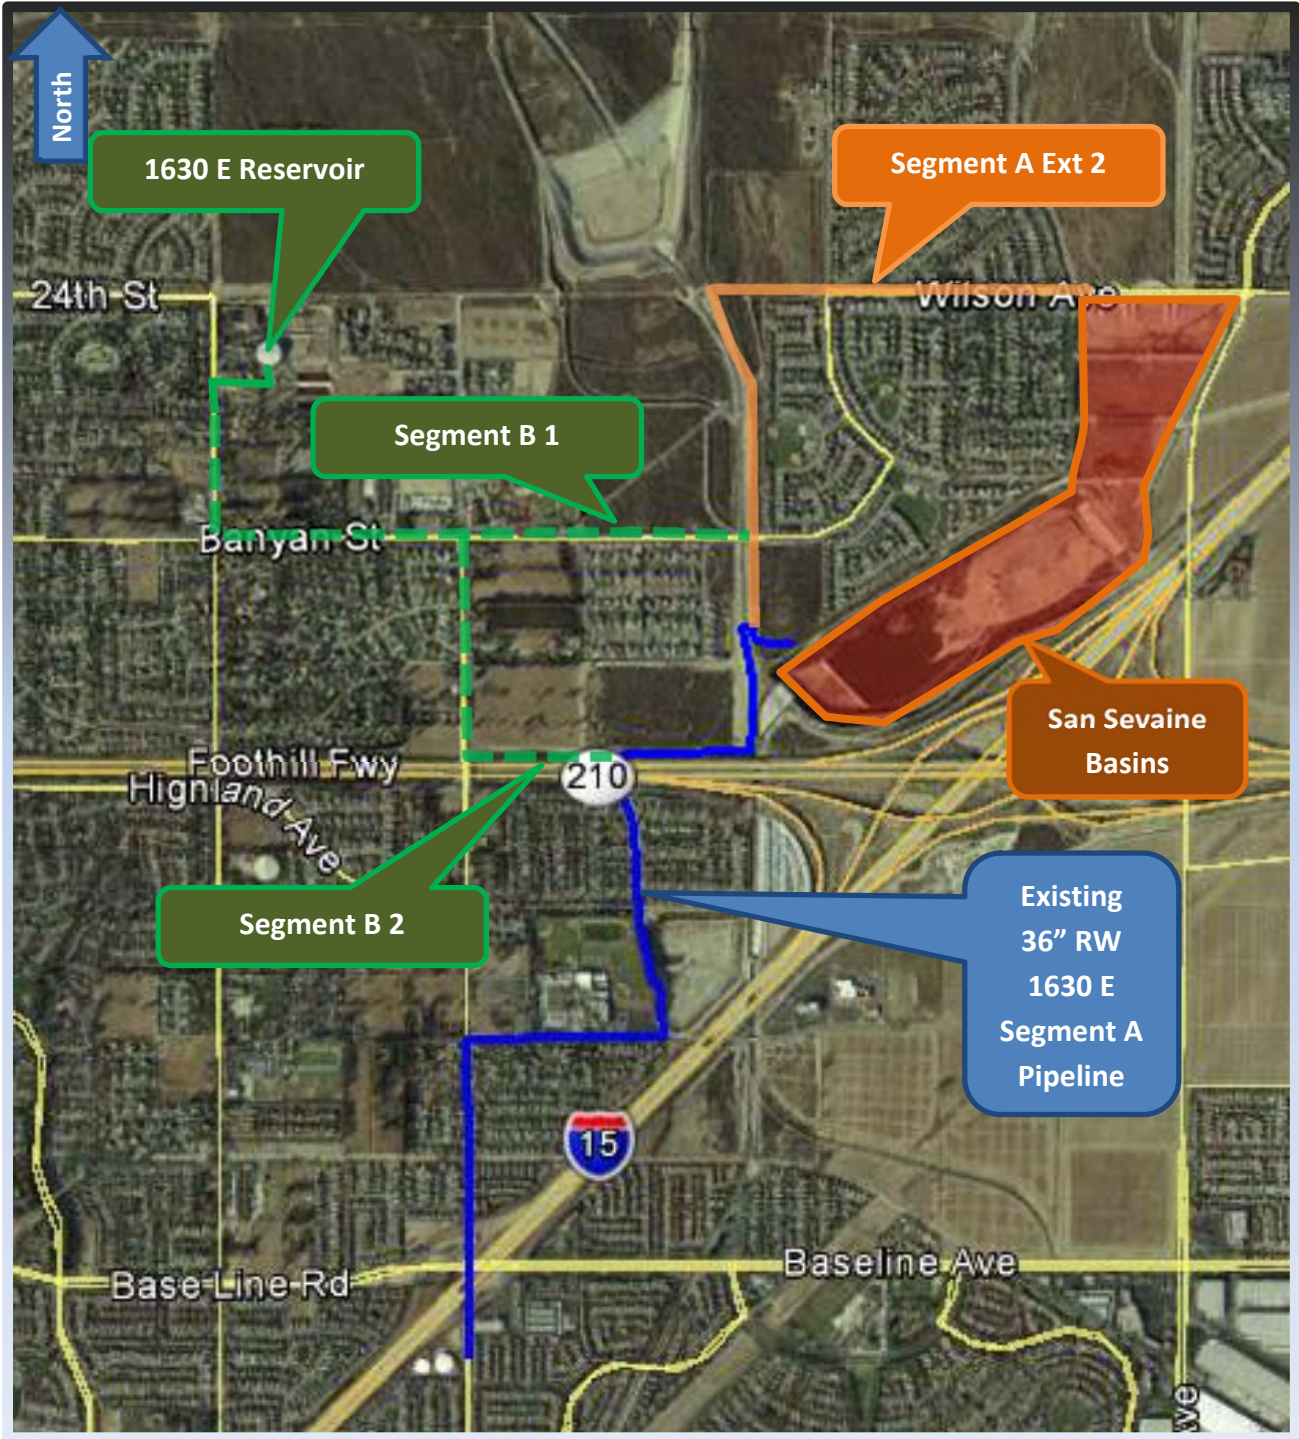 North
1630 E Reservoir
Segment A Ext 2
24th St
Wilson Ave
Segment B 1
Banyan St
San Sevaine
Basins
Foothill Fwy
210
Highland Ave
Segment B 2
Existing
36” RW
1630 E
Segment A
Pipeline
15
Base Line Rd
Baseline Ave
Ave